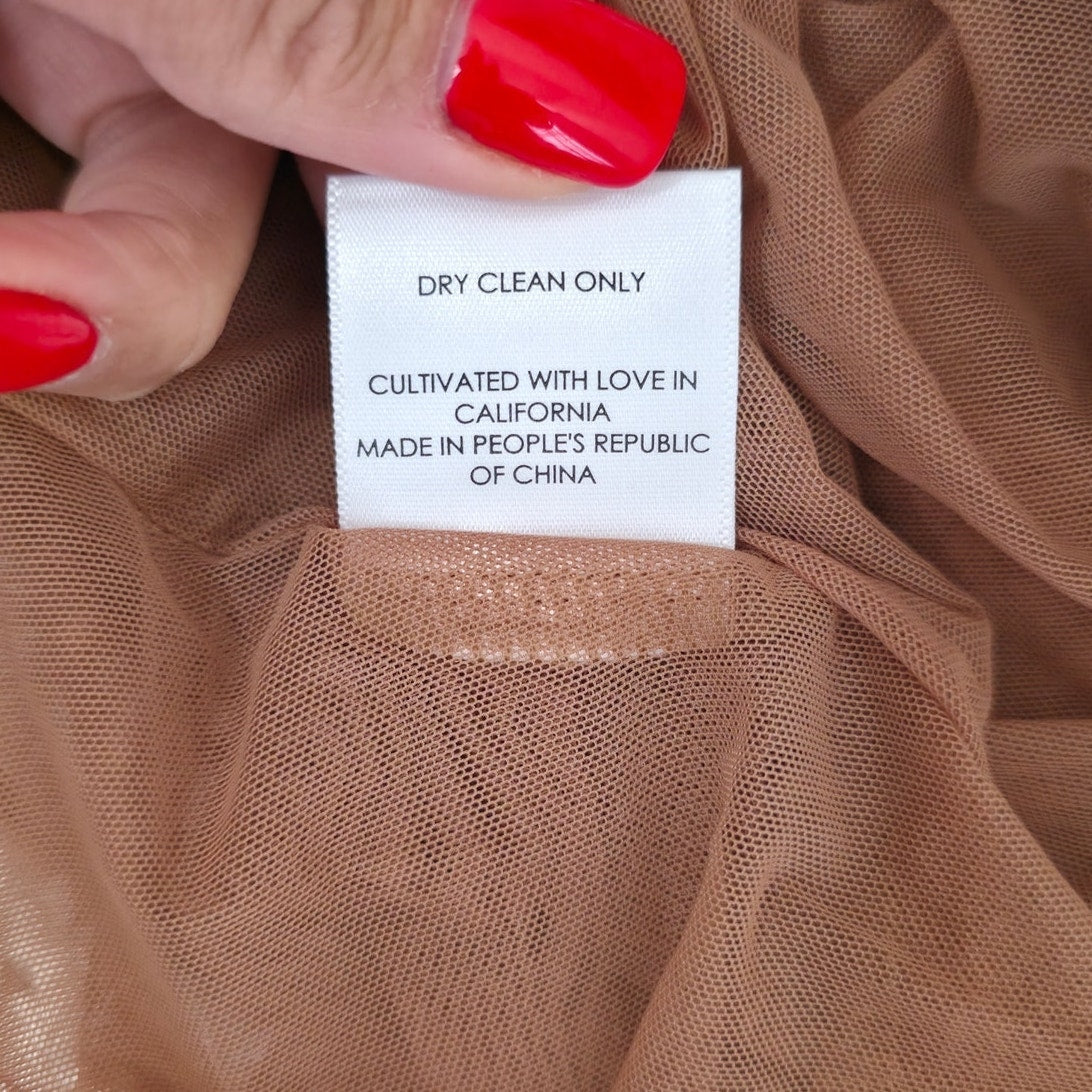 DRY CLEAN ONLY
CULTIVATED WITH LOVE IN
CALIFORNIA
MADE IN PEOPLE'S REPUBLIC
OF CHINA